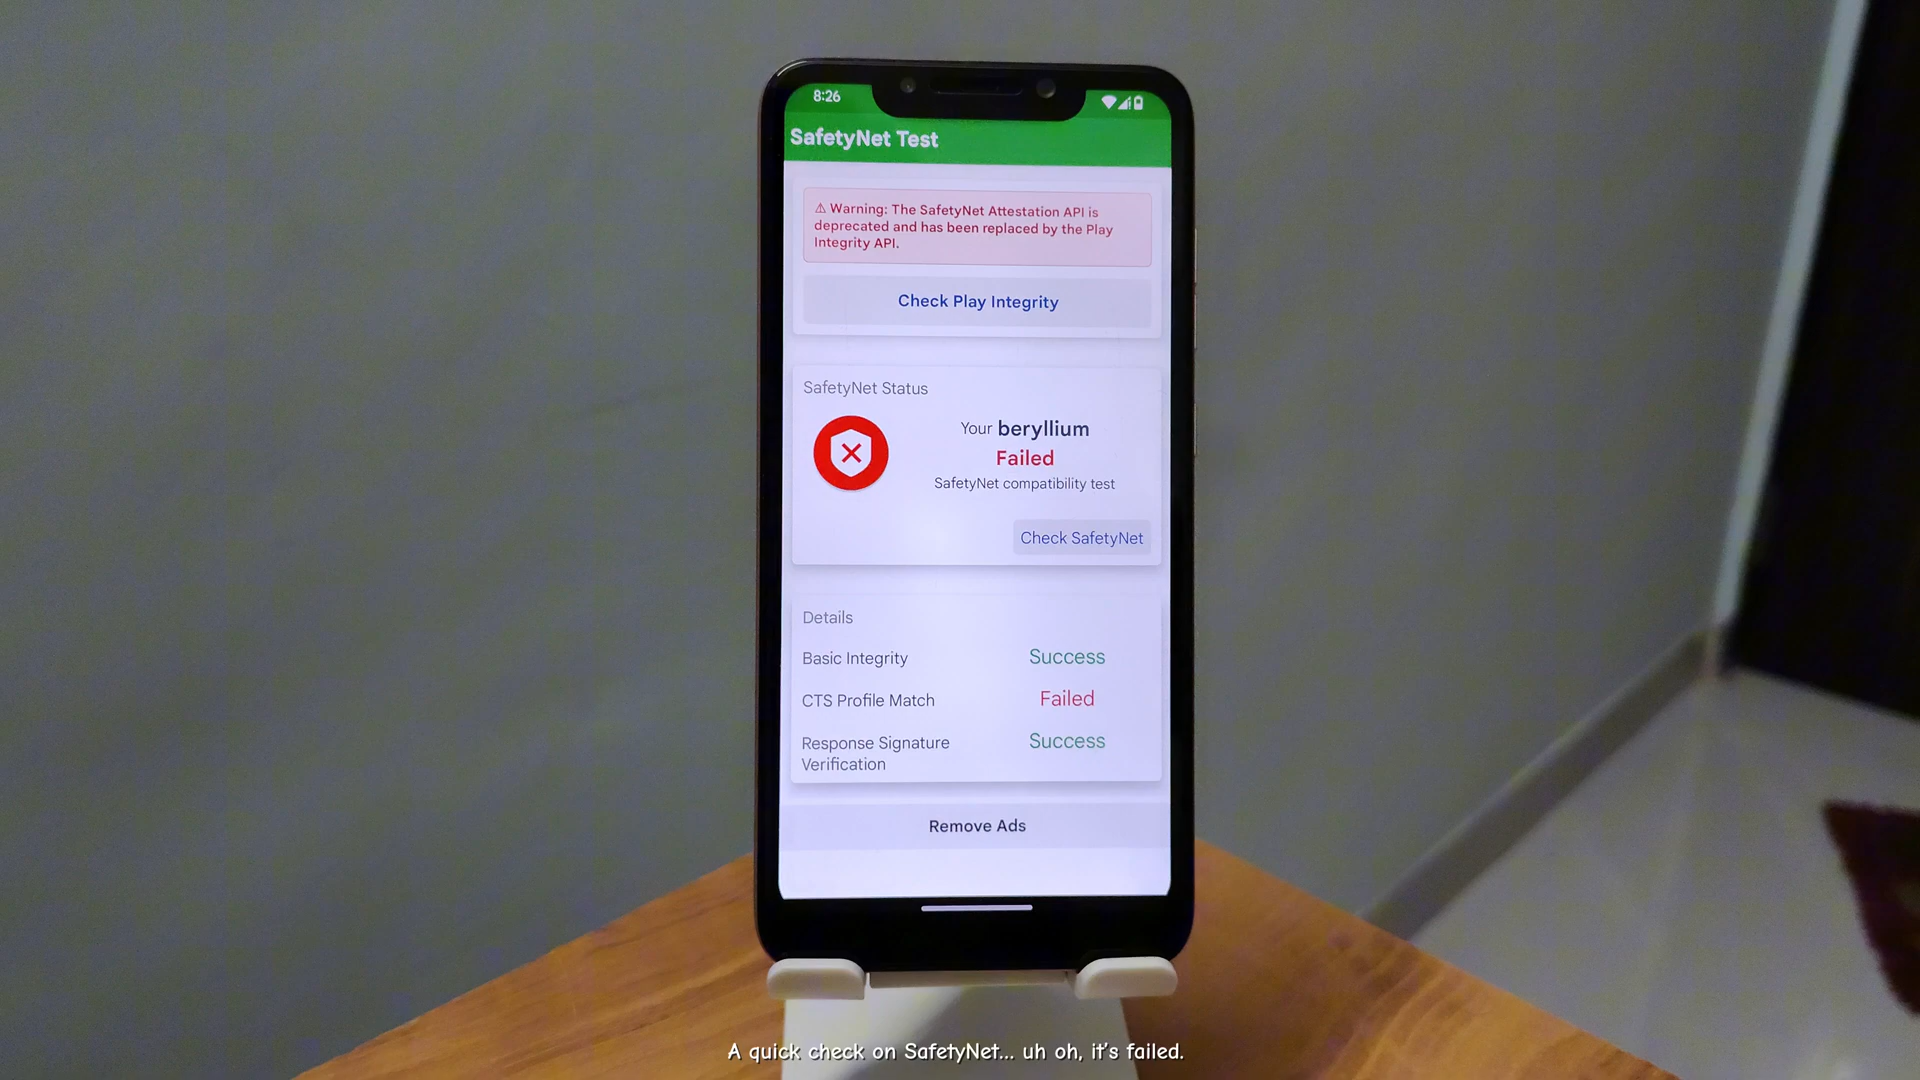 8:26
SafetyNet Test
⚠ Warning: The SafetyNet Attestation API is
deprecated and has been replaced by the Play
Integrity API.
Check Play Integrity
SafetyNet Status
Your beryllium
Failed
SafetyNet compatibility test
Check SafetyNet
Details
Basic Integrity Success
CTS Profile Match Failed
Response Signature
Verification Success
Remove Ads
A quick check on SafetyNet... uh oh, it's failed.